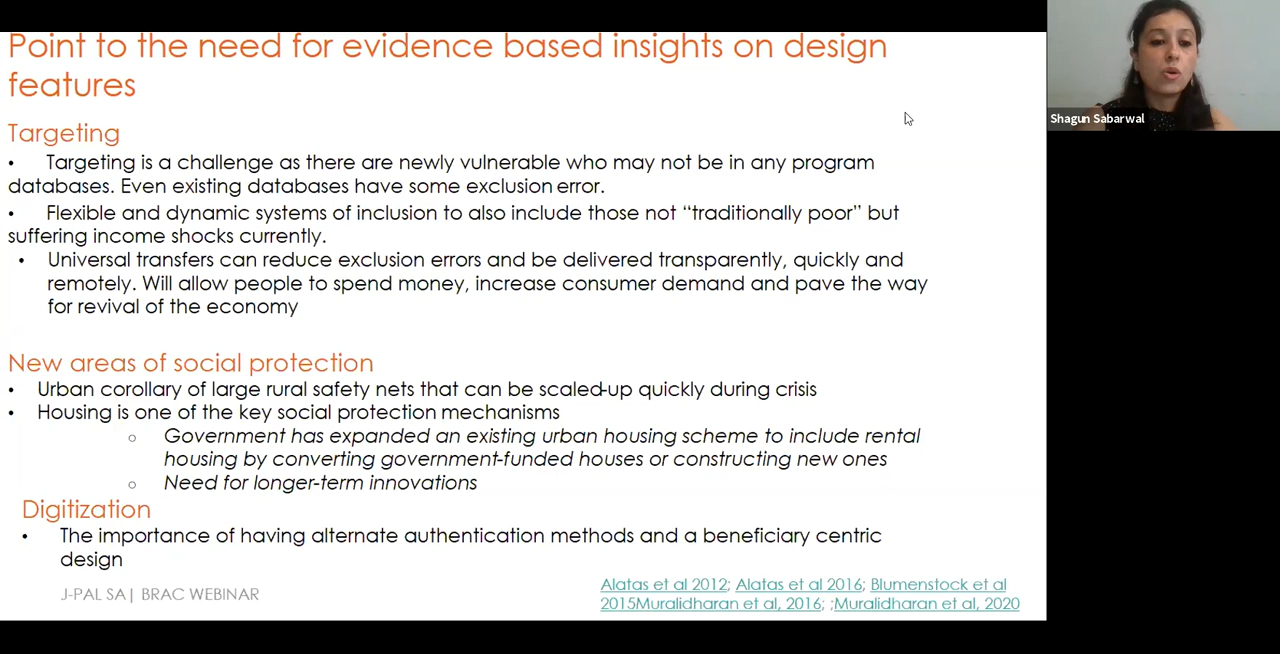 Point to the need for evidence based insights on design
features
Targeting
• Targeting is a challenge as there are newly vulnerable who may not be in any program
databases. Even existing databases have some exclusion error.
• Flexible and dynamic systems of inclusion to also include those not “traditionally poor” but
suffering income shocks currently.
• Universal transfers can reduce exclusion errors and be delivered transparently, quickly and
remotely. Will allow people to spend money, increase consumer demand and pave the way
for revival of the economy
New areas of social protection
• Urban corollary of large rural safety nets that can be scaled-up quickly during crisis
• Housing is one of the key social protection mechanisms
○ Government has expanded an existing urban housing scheme to include rental
housing by converting government-funded houses or constructing new ones
○ Need for longer-term innovations
Digitization
• The importance of having alternate authentication methods and a beneficiary centric
design
J-PAL SA| BRAC WEBINAR
Alatas et al 2012; Alatas et al 2016; Blumenstock et al
2015Muralidharan et al, 2016; ;Muralidharan et al, 2020
Shagun Sabarwal